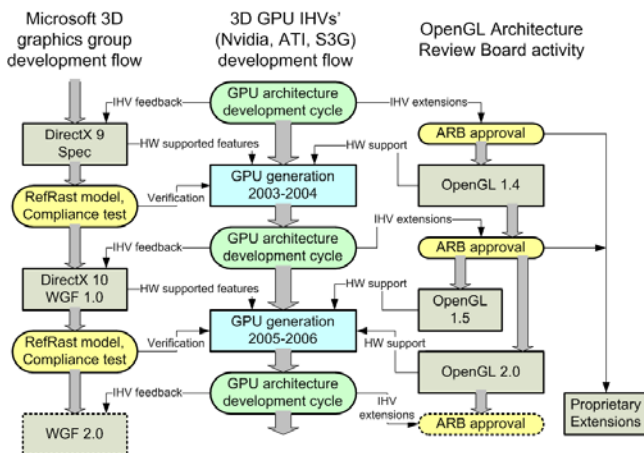 Microsoft 3D
graphics group
development flow
3D GPU IHVs'
(Nvidia, ATI, S3G)
development flow
OpenGL Architecture
Review Board activity
IHV feedback
GPU architecture
development cycle
IHV extensions
DirectX 9
Spec
HW supported features
HW support
ARB approval
GPU generation
2003-2004
OpenGL 1.4
RefRast model,
Compliance test
Verification
IHV extensions
IHV feedback
GPU architecture
development cycle
ARB approval
DirectX 10
WGF 1.0
HW supported features
HW support
OpenGL
1.5
GPU generation
2005-2006
RefRast model,
Compliance test
Verification
HW support
OpenGL 2.0
IHV feedback
GPU architecture
development cycle
IHV
extensions
Proprietary
Extensions
WGF 2.0
ARB approval